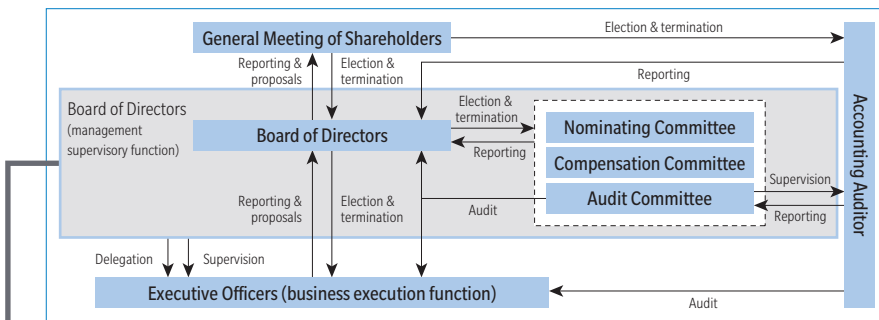 General Meeting of Shareholders
Election & termination
Reporting &
proposals
Election &
termination
Reporting
Board of Directors
(management
supervisory function)
Board of Directors
Election &
termination
Reporting
Nominating Committee
Compensation Committee
Audit Committee
Supervision
Reporting
Accounting Auditor
Reporting &
proposals
Election &
termination
Audit
Delegation
Supervision
Executive Officers (business execution function)
Audit